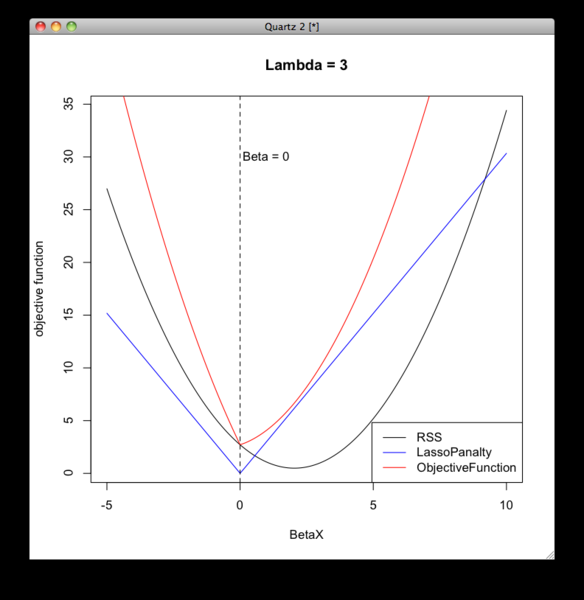 Quartz 2 [*]
Lambda = 3
objective function
35
30
25
20
15
10
5
0
Beta = 0
RSS
LassoPanalty
ObjectiveFunction
-5 0 5 10
BetaX